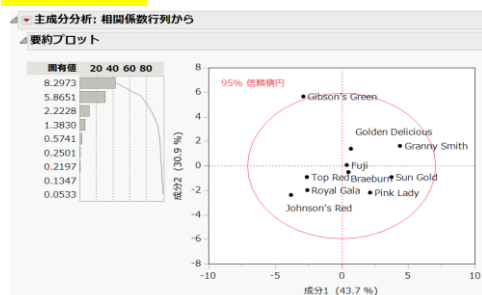 主成分分析: 相関係数行列から
要約プロット
固有値 20 40 60 80
8.2973
5.8651
2.2228
1.3830
0.5741
0.2501
0.2197
0.1347
0.0533
8
6
4
2
0
-2
-4
-6
-8
成分2 (30.9 %)
95% 信頼楕円
Gibson's Green
Golden Delicious
Granny Smith
Fuji
Top Red
Braeburn
Sun Gold
Royal Gala
Pink Lady
Johnson's Red
-10 -5 0 5 10
成分1 (43.7 %)